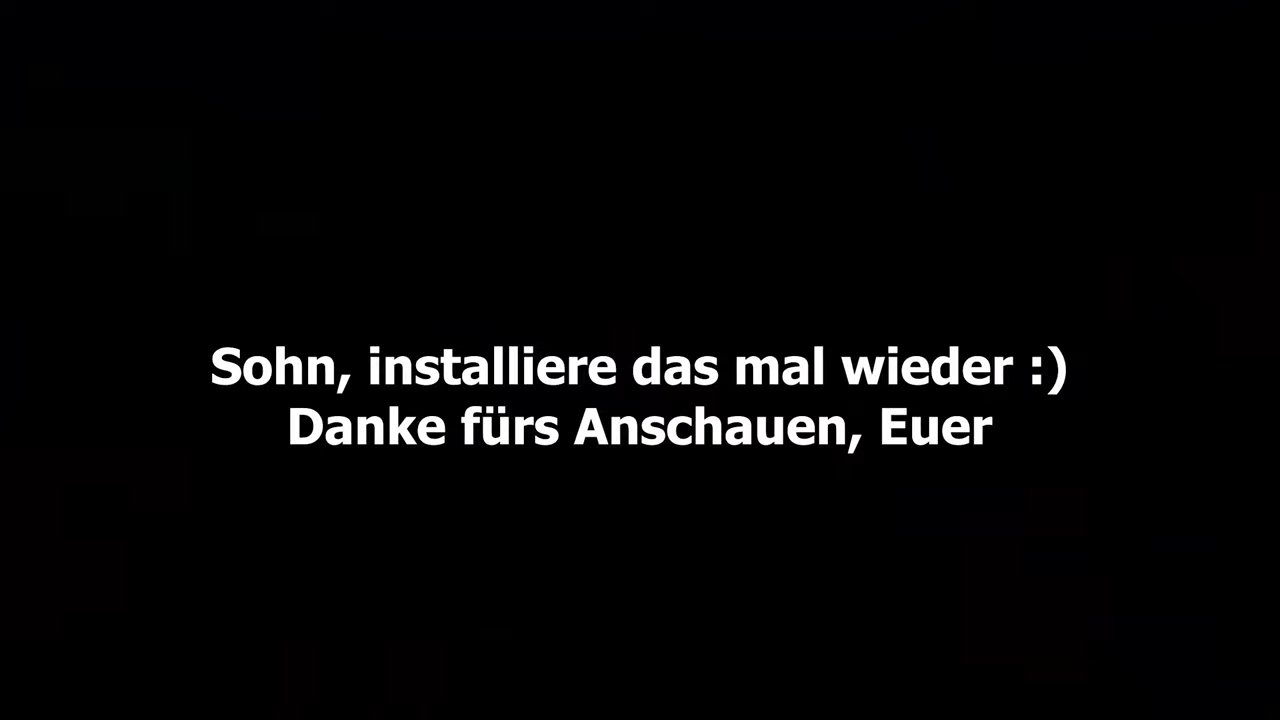 Sohn, installiere das mal wieder :)
Danke fürs Anschauen, Euer